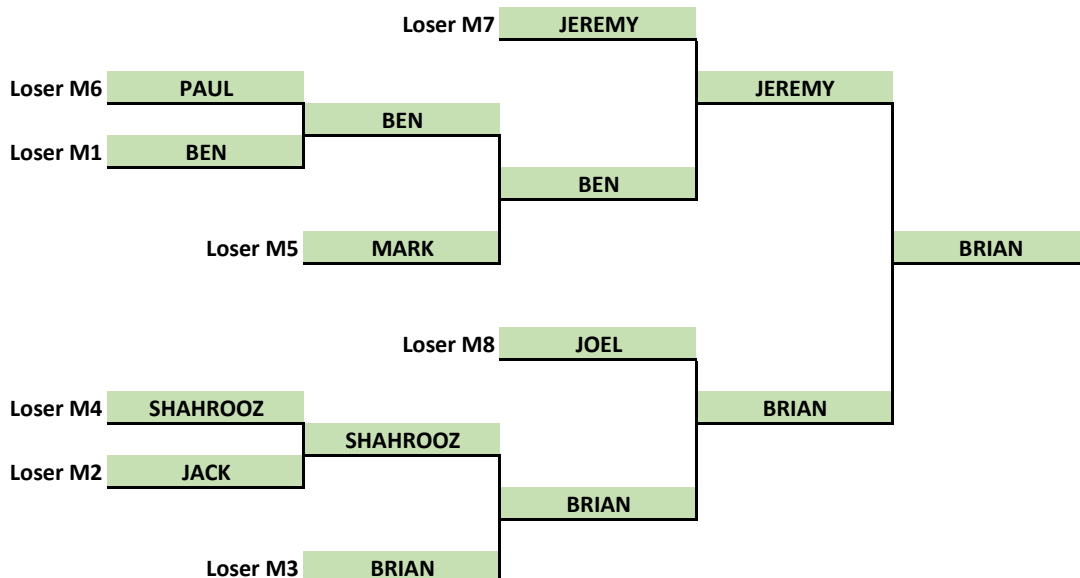 Loser M7 JEREMY
Loser M6 PAUL
JEREMY
BEN
Loser M1 BEN
BEN
Loser M5 MARK
BRIAN
Loser M8 JOEL
Loser M4 SHAHROOZ
BRIAN
SHAHROOZ
Loser M2 JACK
BRIAN
Loser M3 BRIAN